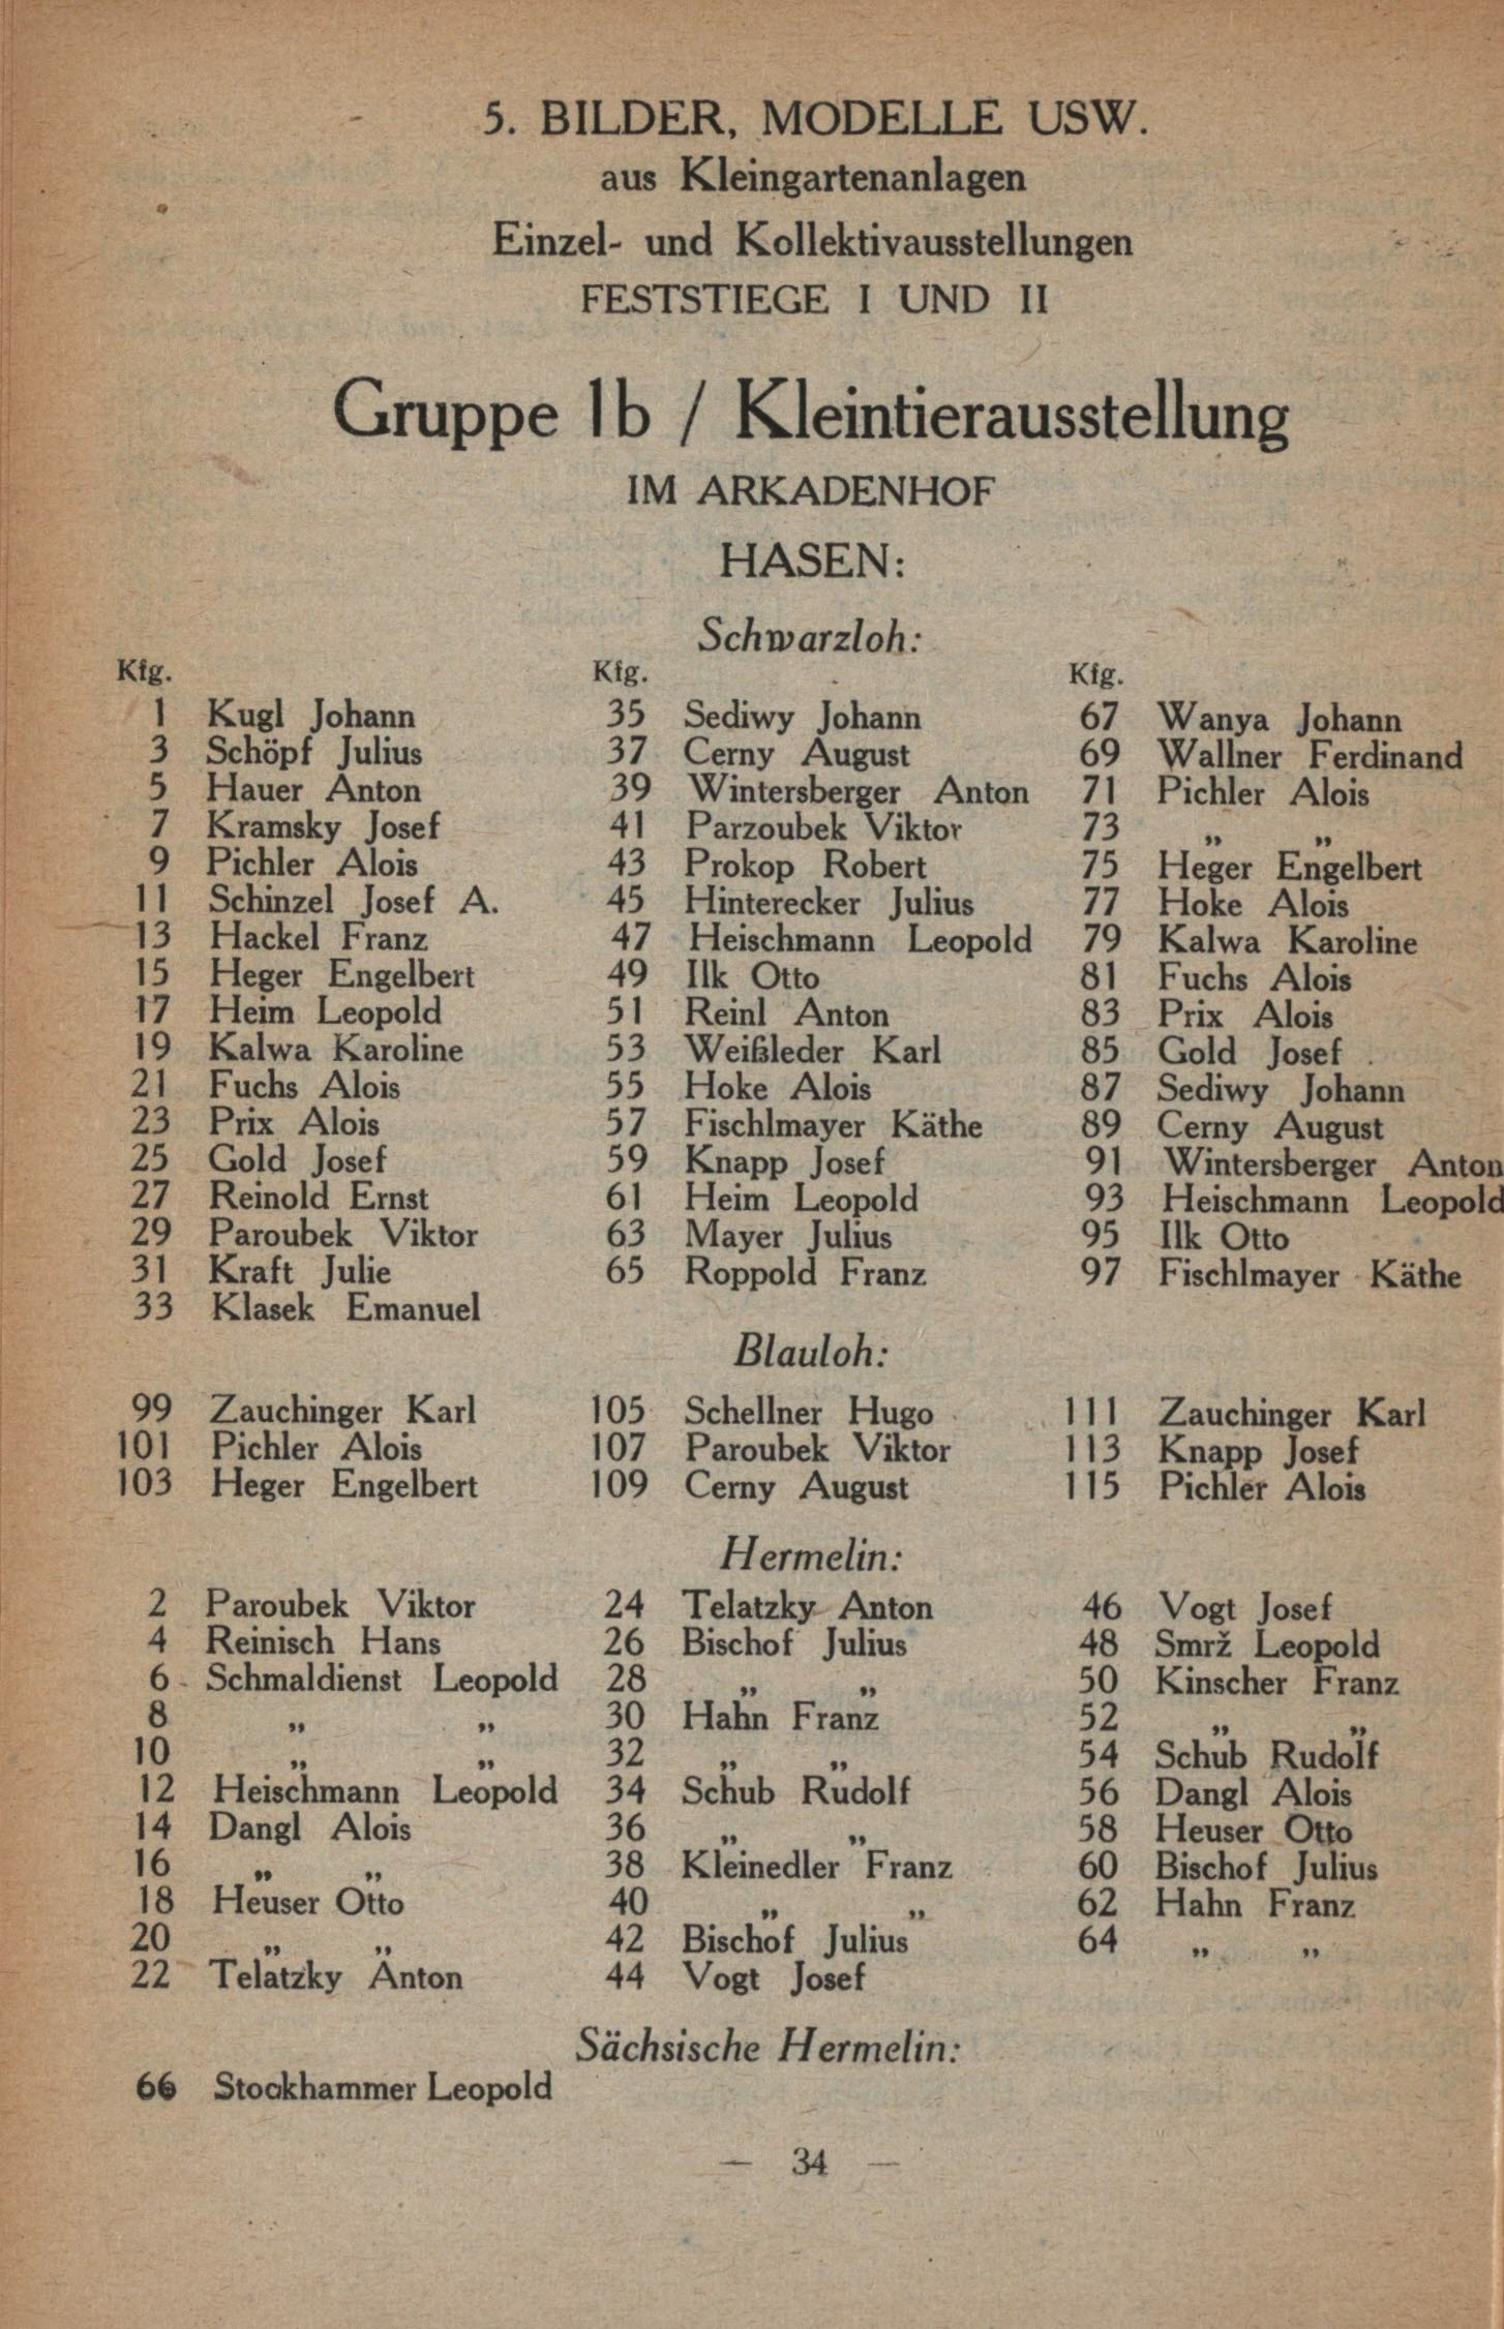 5. BILDER, MODELLE USW.
aus Kleingartenanlagen
Einzel- und Kollektivausstellungen
FESTSTIEGE I UND II
Gruppe 1b / Kleintierausstellung
IM ARKADENHOF
HASEN:
Schwarzloh:
Kfg.
1 Kugl Johann
3 Schöpf Julius
5 Hauer Anton
7 Kramsky Josef
9 Pichler Alois
11 Schinzel Josef A.
13 Hackel Franz
15 Heger Engelbert
17 Heim Leopold
19 Kalwa Karoline
21 Fuchs Alois
23 Prix Alois
25 Gold Josef
27 Reinold Ernst
29 Paroubek Viktor
31 Kraft Julie
33 Klasek Emanuel
Kfg.
35 Sediwy Johann
37 Cerny August
39 Wintersberger Anton
41 Parzoubek Viktor
43 Prokop Robert
45 Hinterecker Julius
47 Heischmann Leopold
49 Ilk Otto
51 Reinl Anton
53 Weißleder Karl
55 Hoke Alois
57 Fischlmayer Käthe
59 Knapp Josef
61 Heim Leopold
63 Mayer Julius
65 Roppold Franz
Kfg.
67 Wanya Johann
69 Wallner Ferdinand
71 Pichler Alois
73 „ „
75 Heger Engelbert
77 Hoke Alois
79 Kalwa Karoline
81 Fuchs Alois
83 Prix Alois
85 Gold Josef
87 Sediwy Johann
89 Cerny August
91 Wintersberger Anton
93 Heischmann Leopold
95 Ilk Otto
97 Fischlmayer Käthe
Blauloh:
99 Zauchinger Karl
101 Pichler Alois
103 Heger Engelbert
105 Schellner Hugo
107 Paroubek Viktor
109 Cerny August
111 Zauchinger Karl
113 Knapp Josef
115 Pichler Alois
Hermelin:
2 Paroubek Viktor
4 Reinisch Hans
6 Schmaldienst Leopold
8 „ „
10 „ „
12 Heischmann Leopold
14 Dangl Alois
16 „ „
18 Heuser Otto
20 „ „
22 Telatzky Anton
24 Telatzky Anton
26 Bischof Julius
28 „ „
30 Hahn Franz
32 „ „
34 Schub Rudolf
36 „ „
38 Kleinedler Franz
40 „ „
42 Bischof Julius
44 Vogt Josef
46 Vogt Josef
48 Smrž Leopold
50 Kinscher Franz
52 „ „
54 Schub Rudolf
56 Dangl Alois
58 Heuser Otto
60 Bischof Julius
62 Hahn Franz
64 „ „
Sächsische Hermelin:
66 Stockhammer Leopold
— 34 —